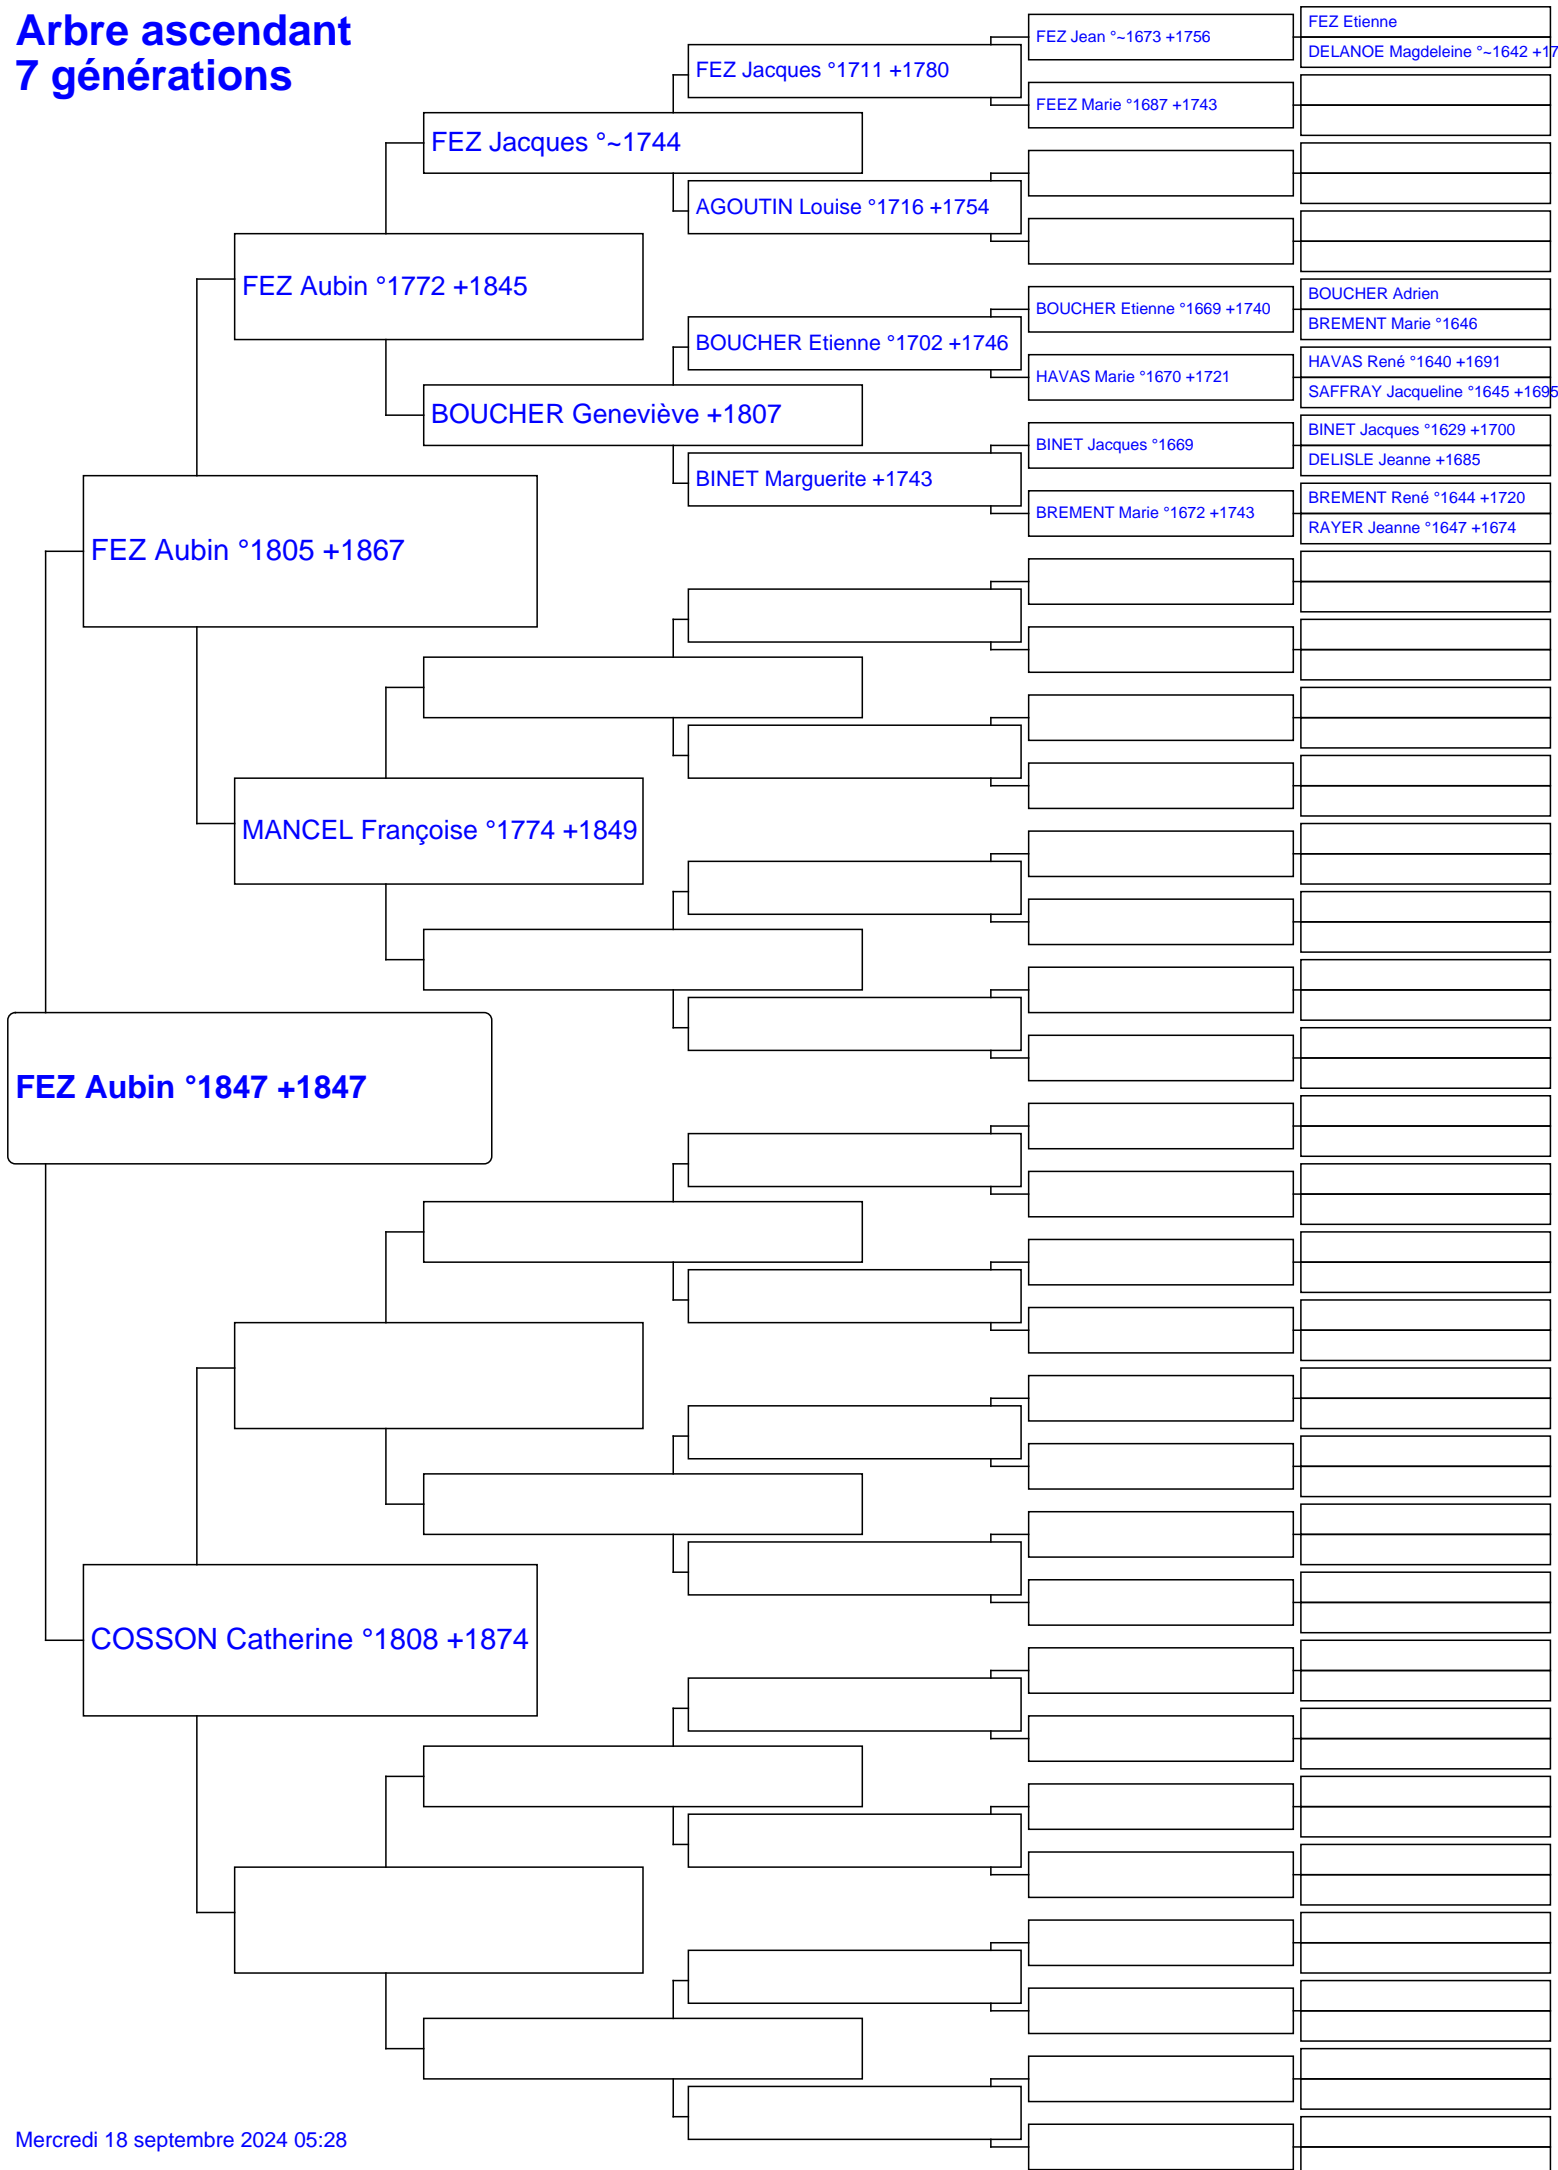 Arbre ascendant
7 générations
FEZ Etienne
FEZ Jean °~1673 +1756
DELANOE Magdeleine °~1642 +17
FEZ Jacques °1711 +1780
FEEZ Marie °1687 +1743
FEZ Jacques °~1744
AGOUTIN Louise °1716 +1754
FEZ Aubin °1772 +1845
BOUCHER Adrien
BOUCHER Etienne °1669 +1740
BREMENT Marie °1646
BOUCHER Etienne °1702 +1746
HAVAS René °1640 +1691
HAVAS Marie °1670 +1721
SAFFRAY Jacqueline °1645 +1695
BOUCHER Geneviève +1807
BINET Jacques °1629 +1700
BINET Jacques °1669
DELISLE Jeanne +1685
BINET Marguerite +1743
BREMENT René °1644 +1720
BREMENT Marie °1672 +1743
RAYER Jeanne °1647 +1674
FEZ Aubin °1805 +1867
MANCEL Françoise °1774 +1849
FEZ Aubin °1847 +1847
COSSON Catherine °1808 +1874
Mercredi 18 septembre 2024 05:28